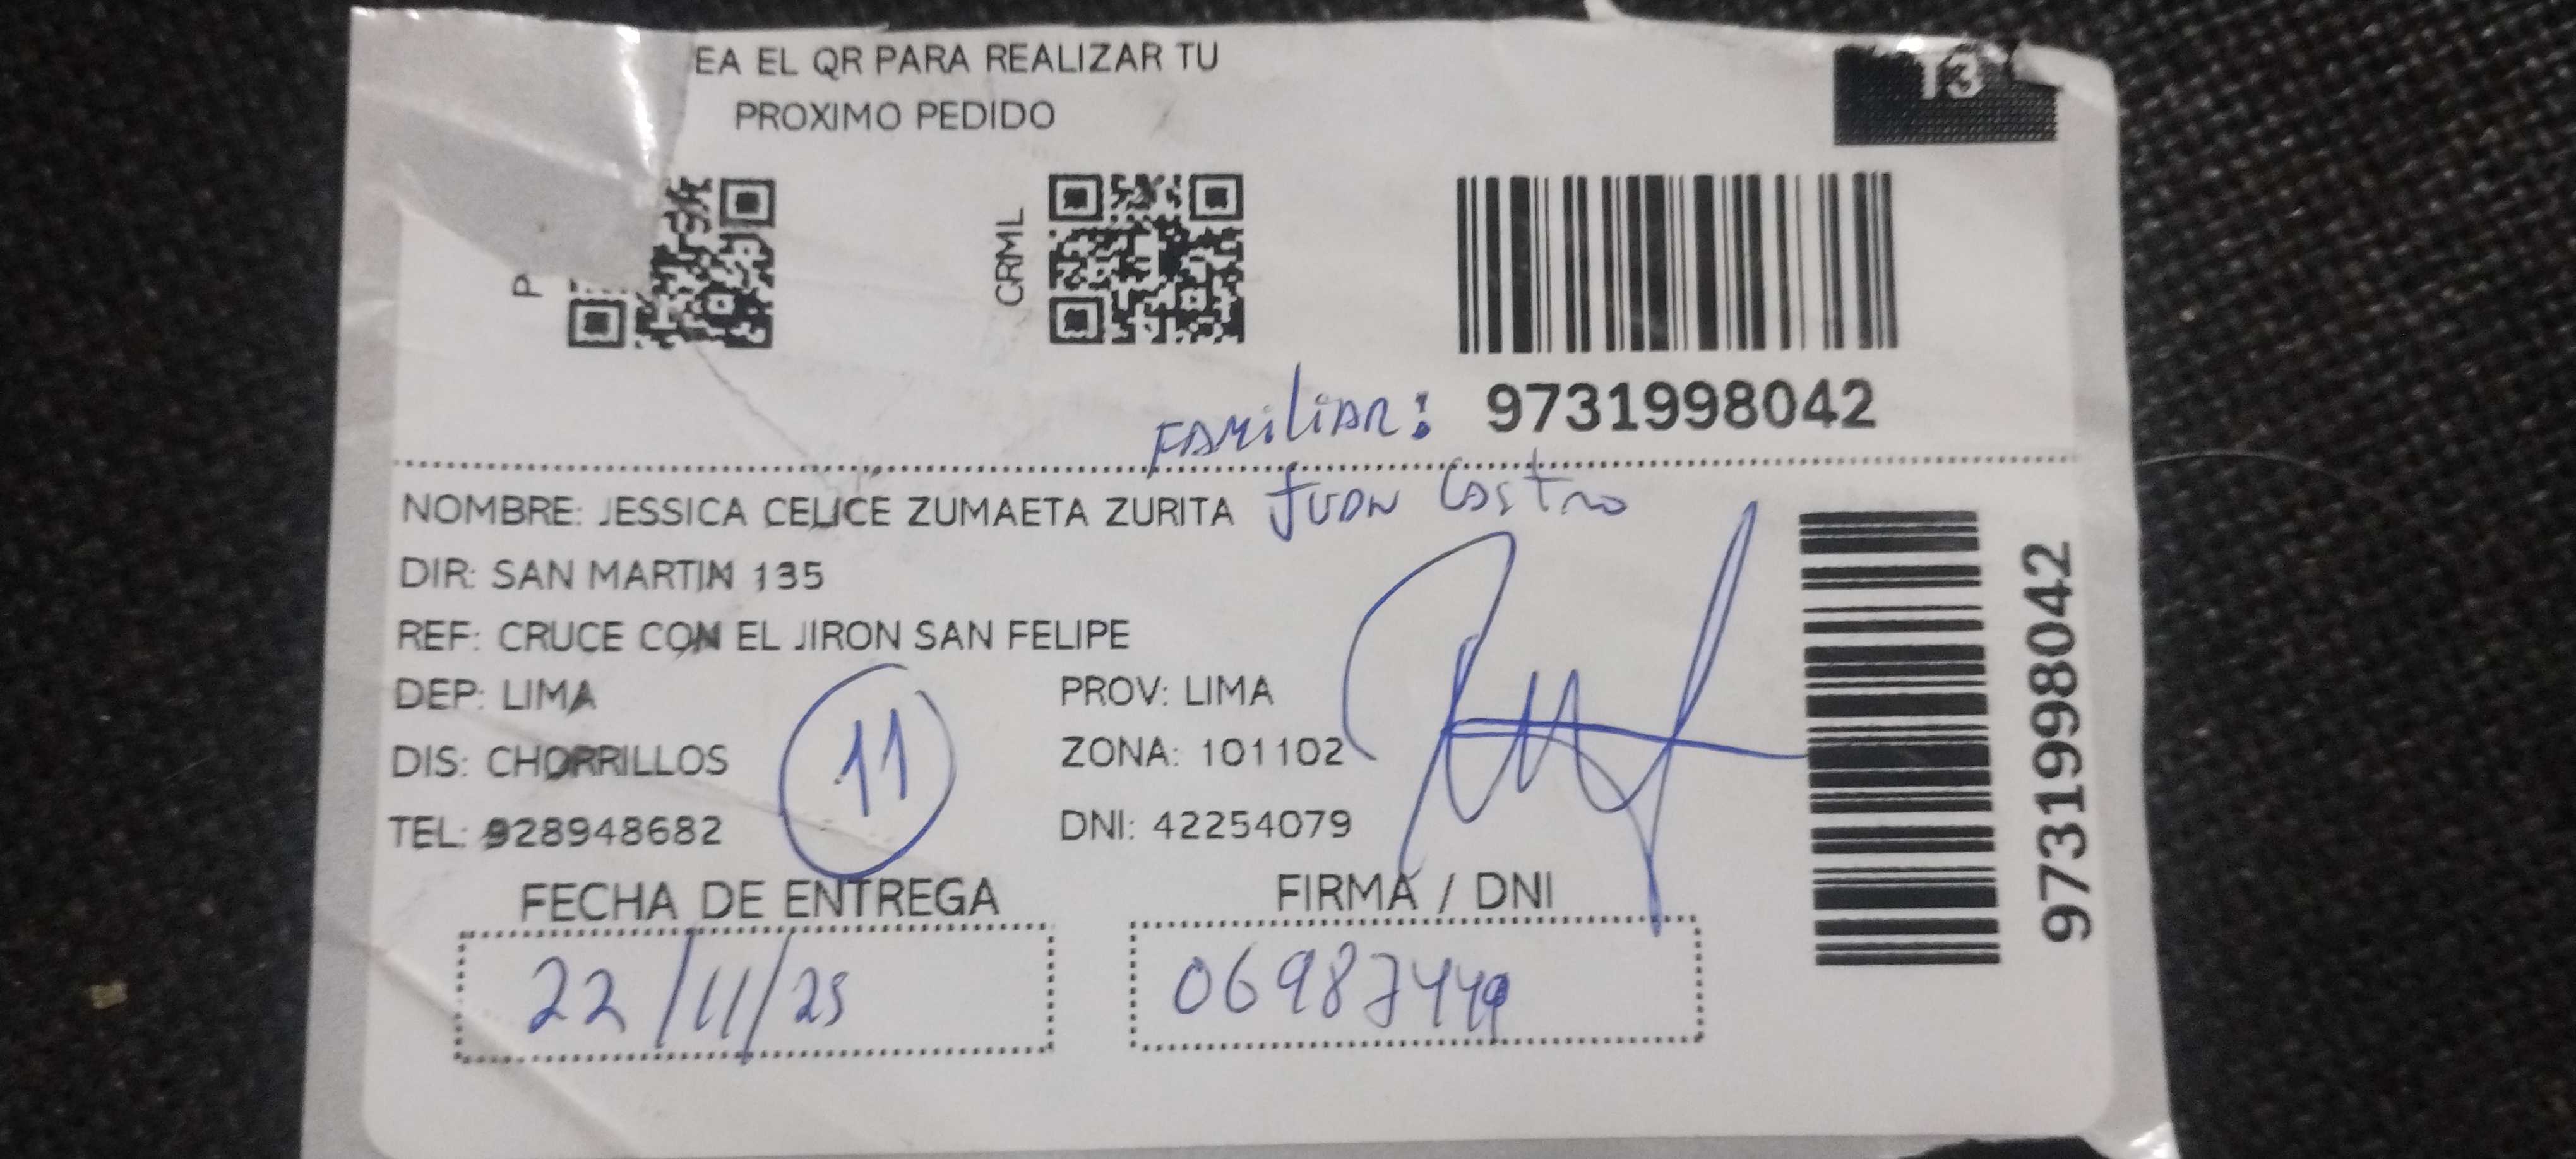 EA EL QR PARA REALIZAR TU
PROXIMO PEDIDO
T3
P
CRML
9731998042
FAMILIAR:
NOMBRE: JESSICA CELICE ZUMAETA ZURITA Juan Castro
DIR: SAN MARTIN 135
REF: CRUCE CON EL JIRON SAN FELIPE
DEP: LIMA PROV: LIMA
11
DIS: CHORRILLOS ZONA: 101102
TEL: 928948682 DNI: 42254079
9731998042
FECHA DE ENTREGA FIRMA / DNI
22/11/25 06987449